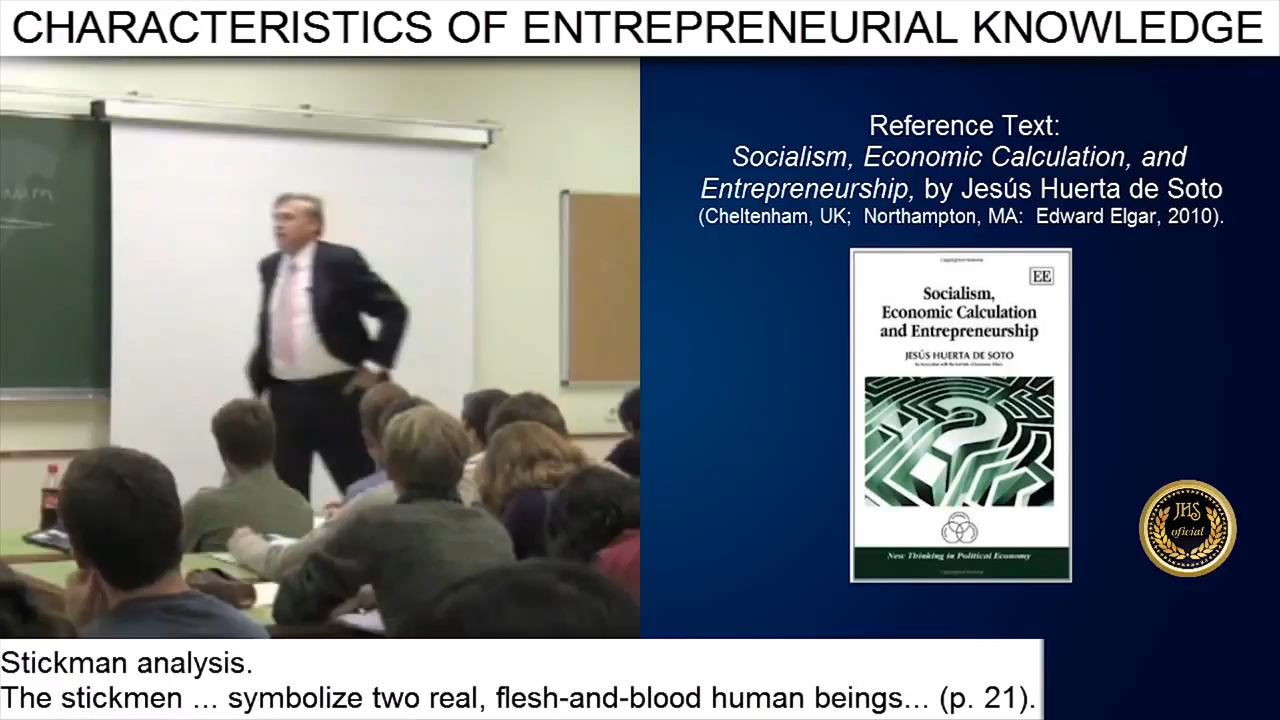 CHARACTERISTICS OF ENTREPRENEURIAL KNOWLEDGE
Reference Text:
Socialism, Economic Calculation, and
Entrepreneurship, by Jesús Huerta de Soto
(Cheltenham, UK; Northampton, MA: Edward Elgar, 2010).
EE
Socialism,
Economic Calculation
and Entrepreneurship
JESÚS HUERTA DE SOTO
New Thinking in Political Economy
JHS
oficial
Stickman analysis.
The stickmen ... symbolize two real, flesh-and-blood human beings... (p. 21).